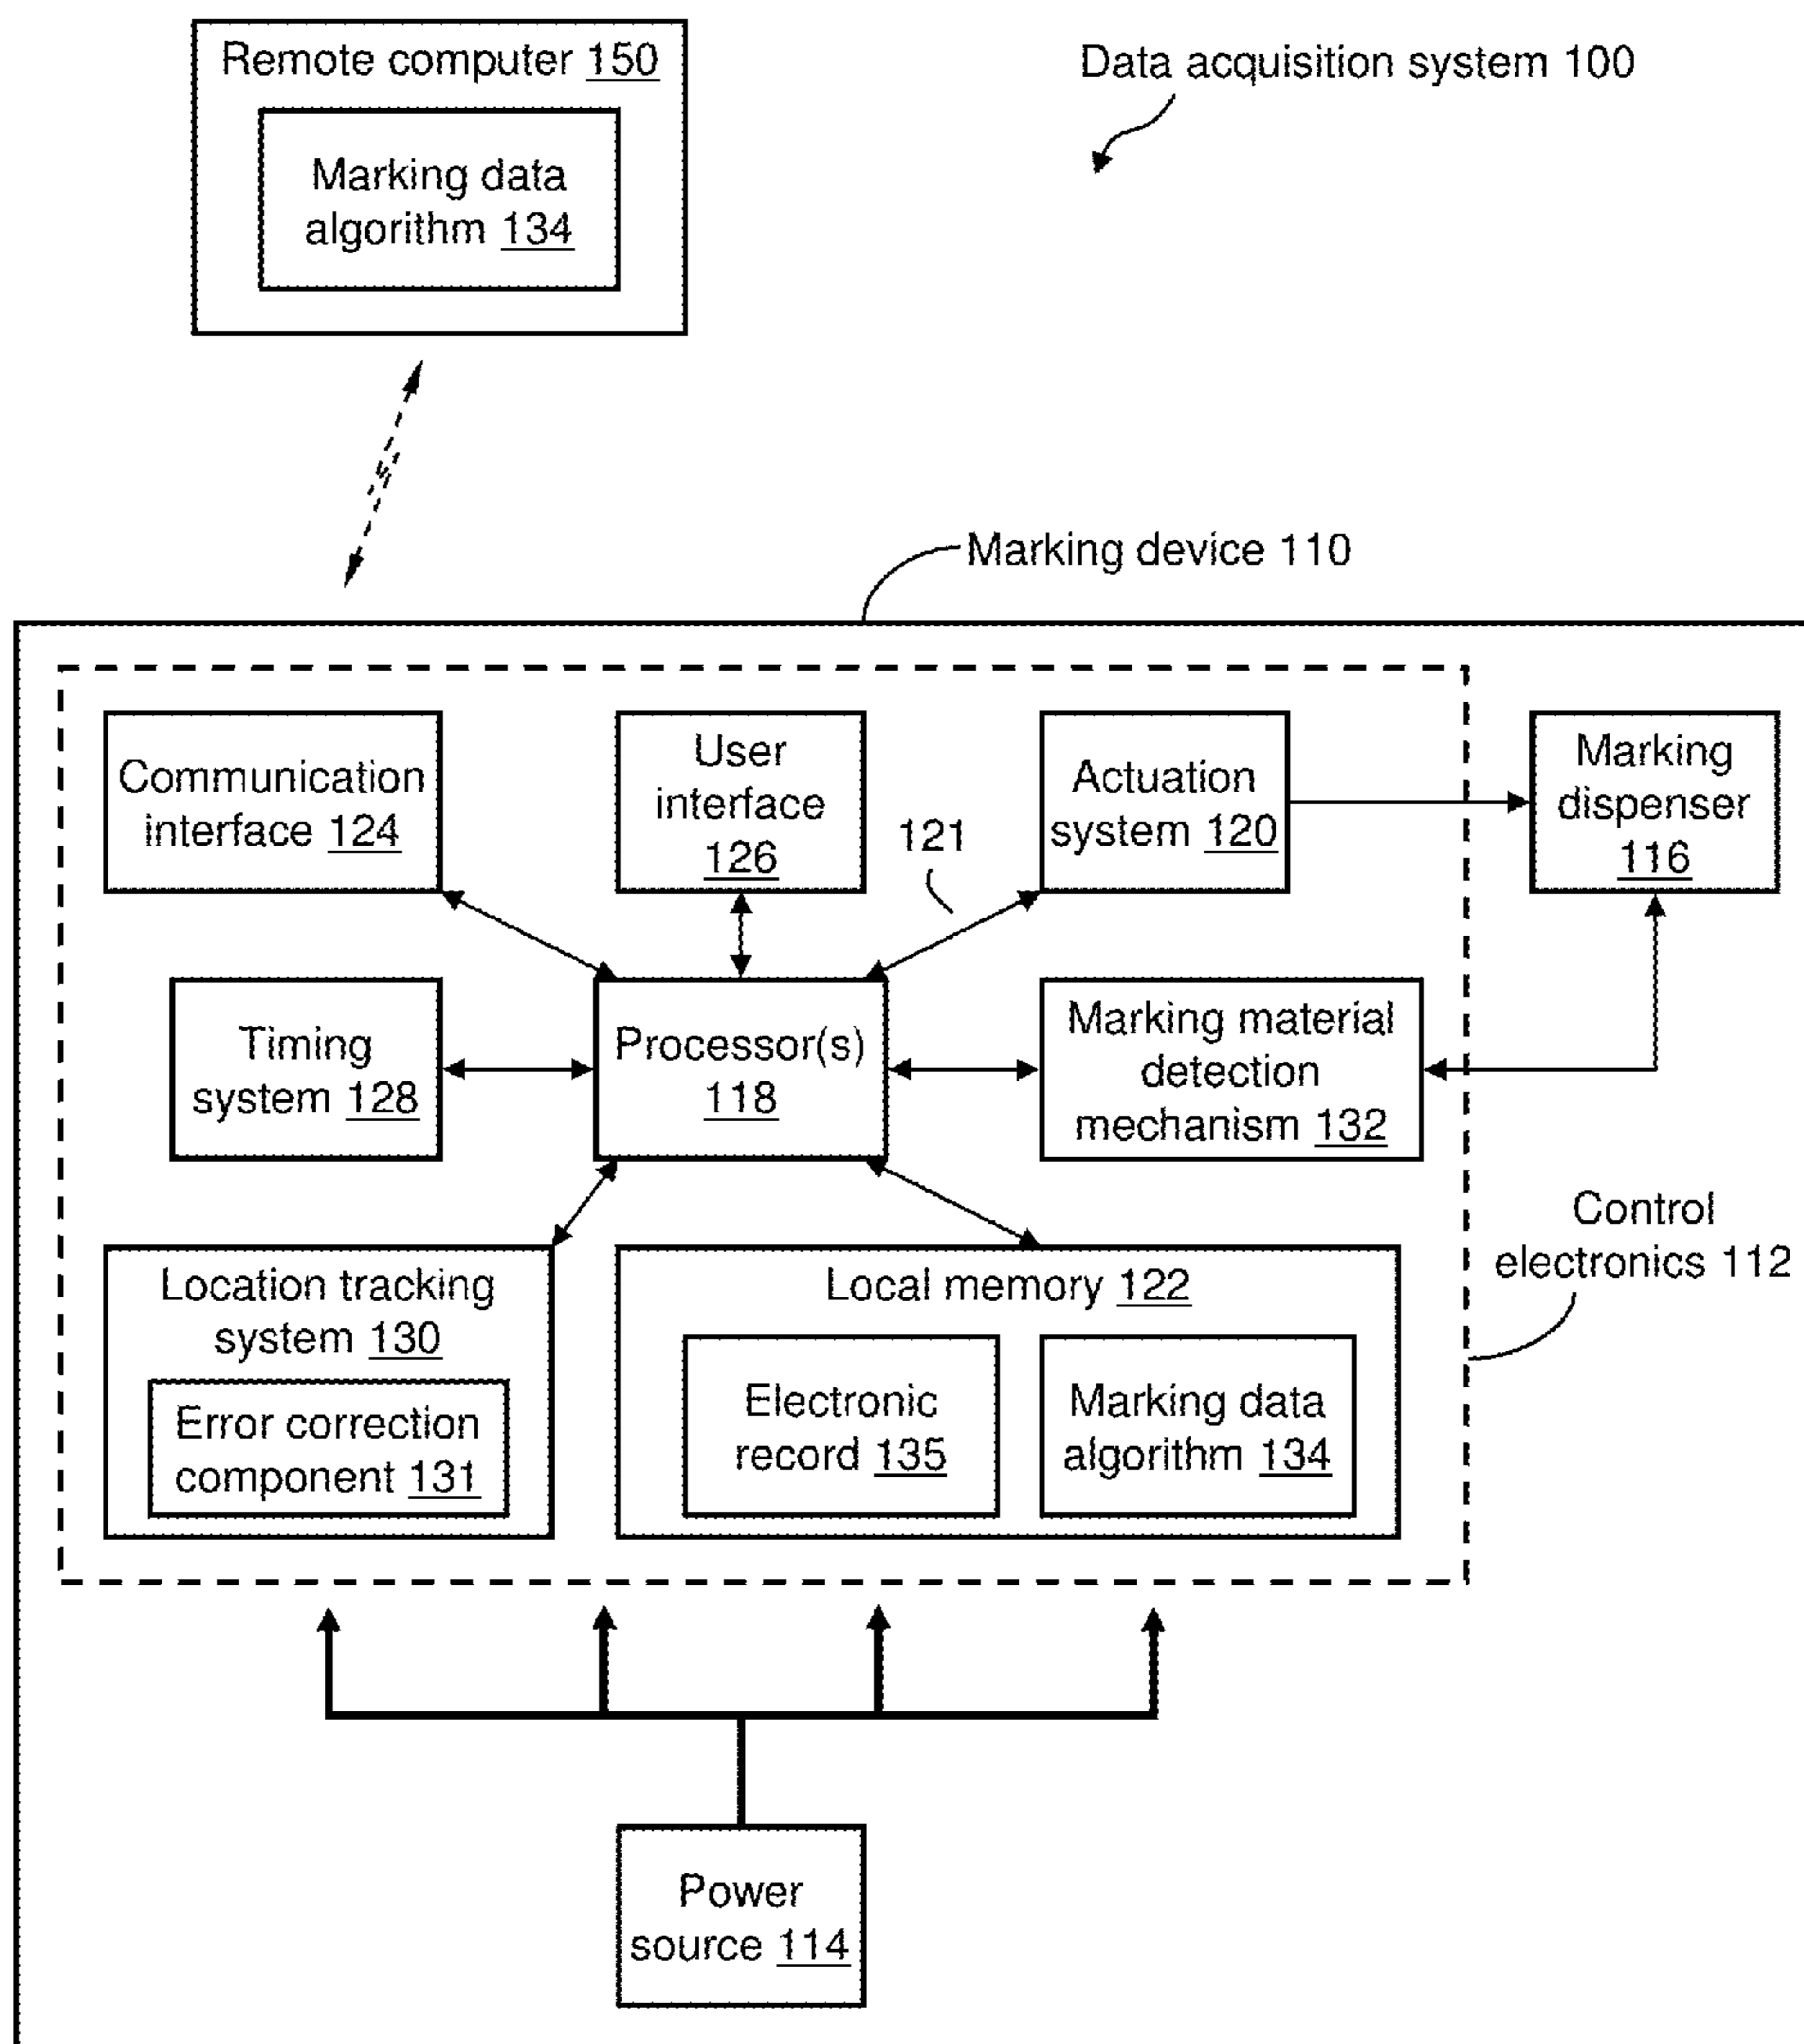 Remote computer 150
Marking data
algorithm 134
Data acquisition system 100
Marking device 110
Communication
interface 124
User
interface
126
Actuation
system 120
Marking
dispenser
116
121
Timing
system 128
Processor(s)
118
Marking material
detection
mechanism 132
Control
electronics 112
Location tracking
system 130
Error correction
component 131
Local memory 122
Electronic
record 135
Marking data
algorithm 134
Power
source 114